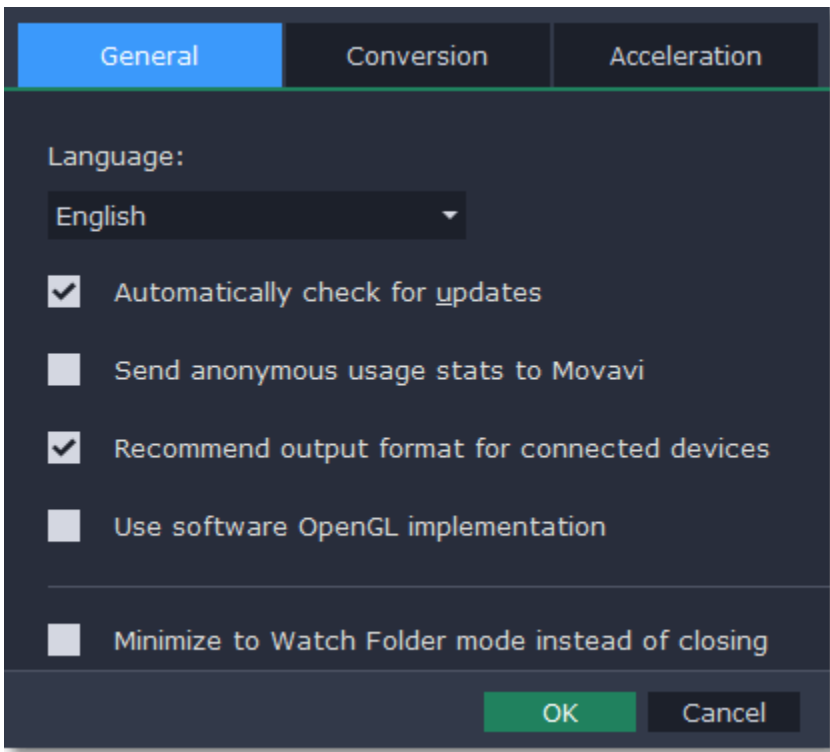 General Conversion Acceleration
Language:
English
Automatically check for updates
Send anonymous usage stats to Movavi
Recommend output format for connected devices
Use software OpenGL implementation
Minimize to Watch Folder mode instead of closing
OK Cancel